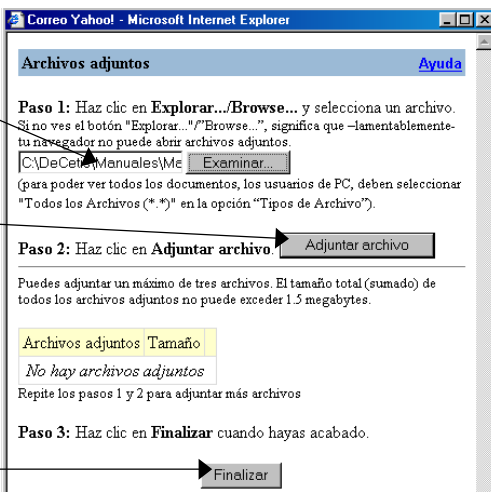 Correo Yahoo! - Microsoft Internet Explorer
Archivos adjuntos Ayuda
Paso 1: Haz clic en Explorar.../Browse... y selecciona un archivo.
Si no ves el botón "Explorar..."/"Browse...", significa que –lamentablemente-
tu navegador no puede abrir archivos adjuntos.
C:\DeCetis\Manuales\Ma Examinar...
(para poder ver todos los documentos, los usuarios de PC, deben seleccionar
"Todos los Archivos (*.*)" en la opción "Tipos de Archivo").
Paso 2: Haz clic en Adjuntar archivo. Adjuntar archivo
Puedes adjuntar un máximo de tres archivos. El tamaño total (sumado) de
todos los archivos adjuntos no puede exceder 1.5 megabytes.
Archivos adjuntos Tamaño
No hay archivos adjuntos
Repite los pasos 1 y 2 para adjuntar más archivos
Paso 3: Haz clic en Finalizar cuando hayas acabado.
Finalizar